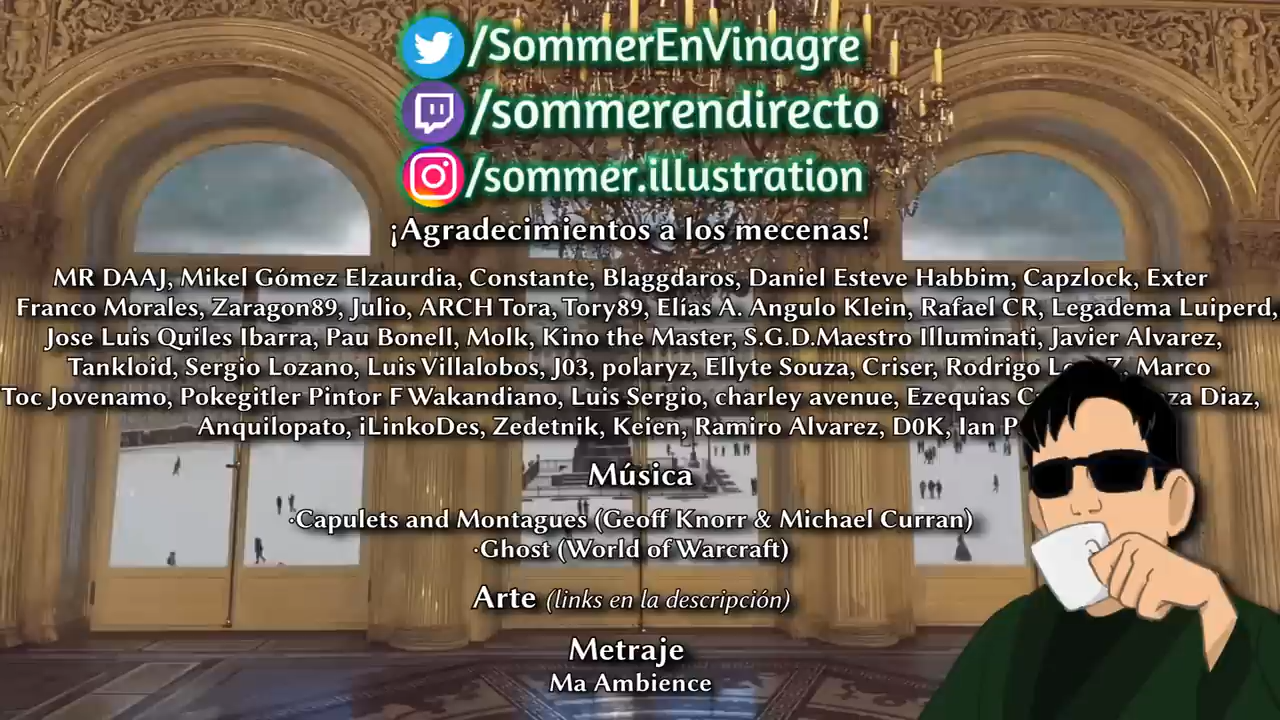 /SommerEnVinagre
/sommerendirecto
/sommer.illustration
¡Agradecimientos a los mecenas!
MR DAAJ, Mikel Gómez Elzaurdia, Constante, Blaggdaros, Daniel Esteve Habbim, Capzlock, Exter
Franco Morales, Zaragon89, Julio, ARCH Tora, Tory89, Elías A. Angulo Klein, Rafael CR, Legadema Luiperd,
Jose Luis Quiles Ibarra, Pau Bonell, Molk, Kino the Master, S.G.D.Maestro Illuminati, Javier Alvarez,
Tankloid, Sergio Lozano, Luis Villalobos, J03, polaryz, Ellyte Souza, Criser, Rodrigo Marco
Toc Jovenamo, Pokegitler Pintor F Wakandiano, Luis Sergio, charley avenue, Ezequias Diaz,
Anquilopato, iLinkoDes, Zedetnik, Keien, Ramiro Alvarez, D0K, Ian
Música
·Capulets and Montagues (Geoff Knorr & Michael Curran)
·Ghost (World of Warcraft)
Arte (links en la descripción)
Metraje
Ma Ambience